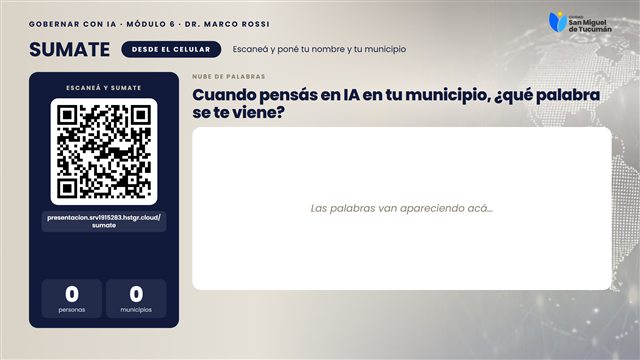 GOBERNAR CON IA · MÓDULO 6 · DR. MARCO ROSSI
CIUDAD
San Miguel
de Tucumán
SUMATE
DESDE EL CELULAR
Escaneá y poné tu nombre y tu municipio
ESCANEÁ Y SUMATE
presentacion.srv1915283.hstgr.cloud/
sumate
0
personas
0
municipios
NUBE DE PALABRAS
Cuando pensás en IA en tu municipio, ¿qué palabra
se te viene?
Las palabras van apareciendo acá...